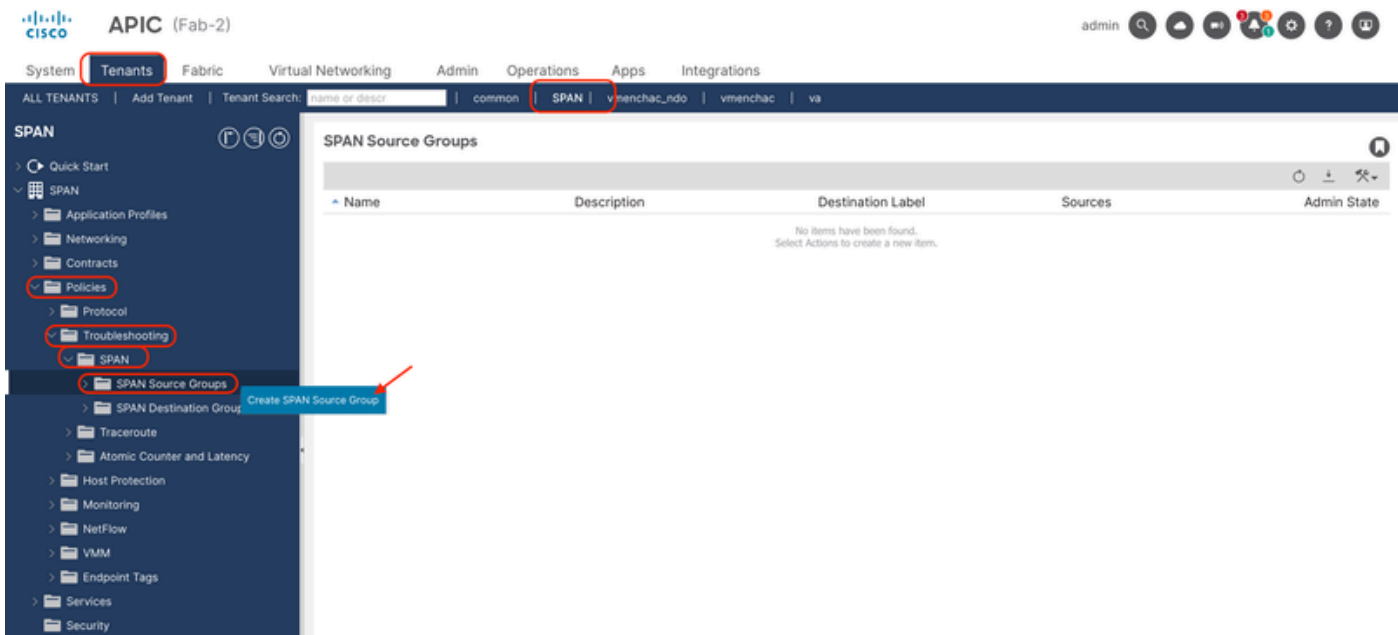 CISCO
APIC (Fab-2)
admin
System Tenants Fabric Virtual Networking Admin Operations Apps Integrations
ALL TENANTS | Add Tenant | Tenant Search: name or descr | common | SPAN | vmenchac_ndo | vmenchac | va
SPAN
Quick Start
SPAN
Application Profiles
Networking
Contracts
Policies
Protocol
Troubleshooting
SPAN
SPAN Source Groups
SPAN Destination Group
Create SPAN Source Group
Traceroute
Atomic Counter and Latency
Host Protection
Monitoring
NetFlow
VMM
Endpoint Tags
Services
Security
SPAN Source Groups
Name Description Destination Label Sources Admin State
No items have been found.
Select Actions to create a new item.